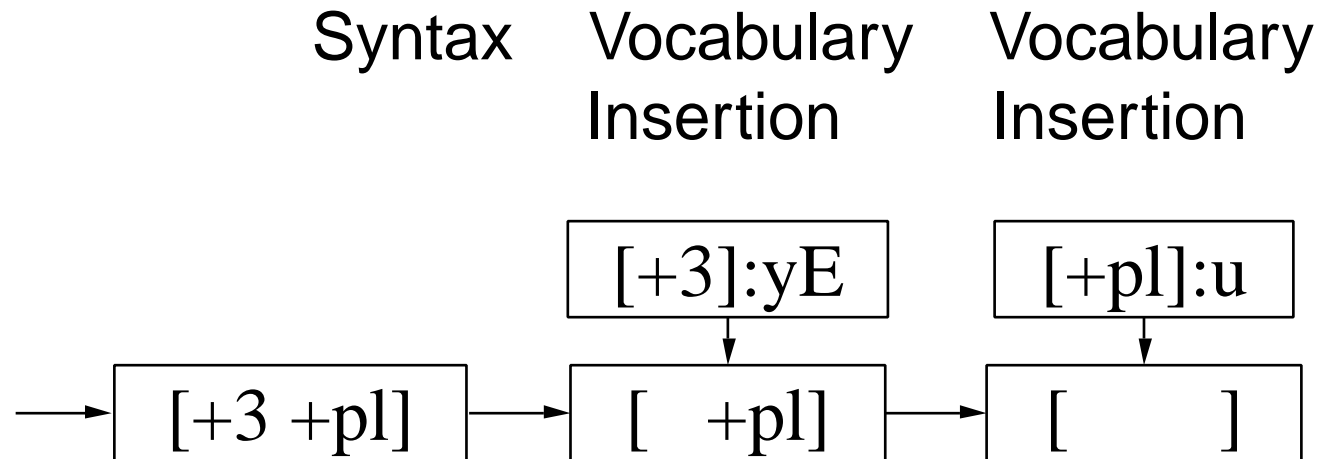 Syntax Vocabulary Vocabulary
Insertion Insertion
[+3]:yE [+pl]:u
[+3 +pl] [ +pl] [ ]